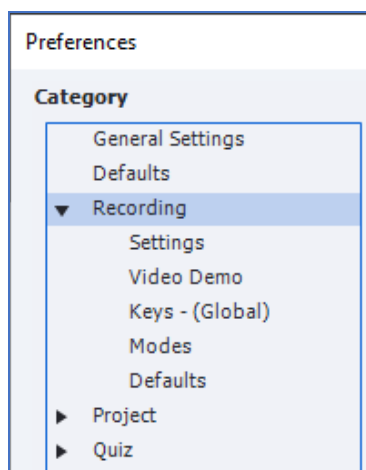 Preferences
Category
General Settings
Defaults
Recording
Settings
Video Demo
Keys - (Global)
Modes
Defaults
Project
Quiz